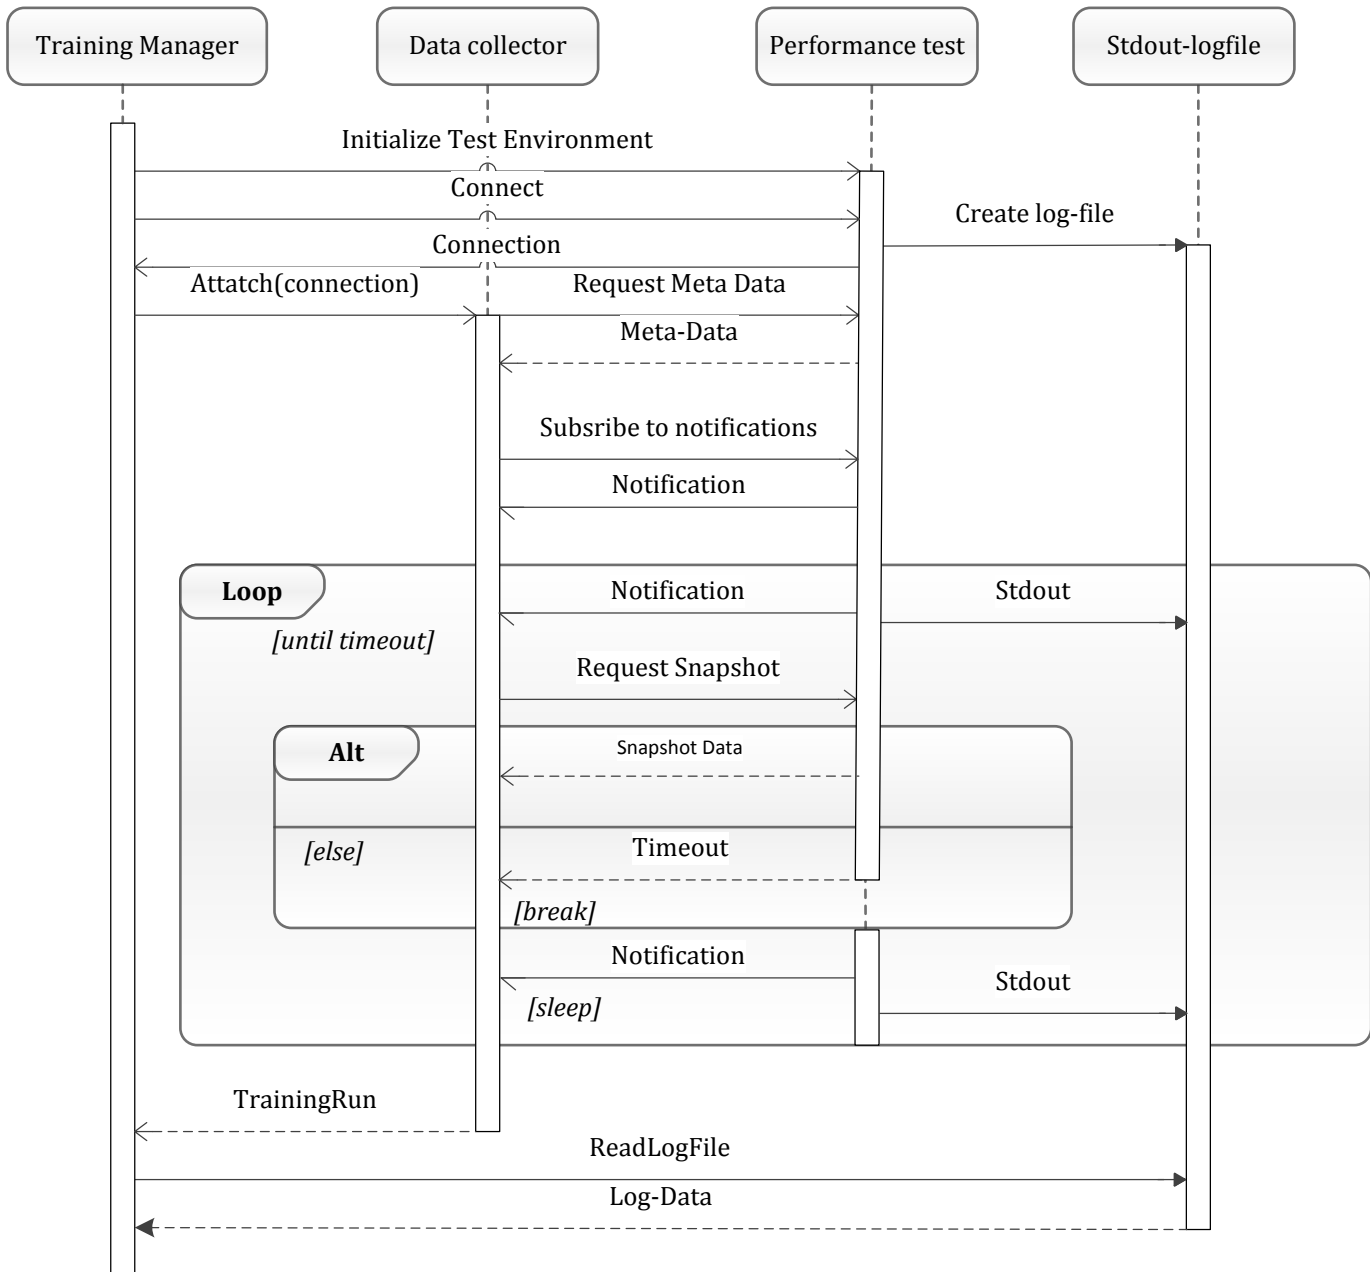 Training Manager
Data collector
Performance test
Stdout-logfile
Initialize Test Environment
Connect
Create log-file
Connection
Attatch(connection)
Request Meta Data
Meta-Data
Subsribe to notifications
Notification
Loop
Notification
Stdout
[until timeout]
Request Snapshot
Alt
Snapshot Data
[else]
Timeout
[break]
Notification
Stdout
[sleep]
TrainingRun
ReadLogFile
Log-Data